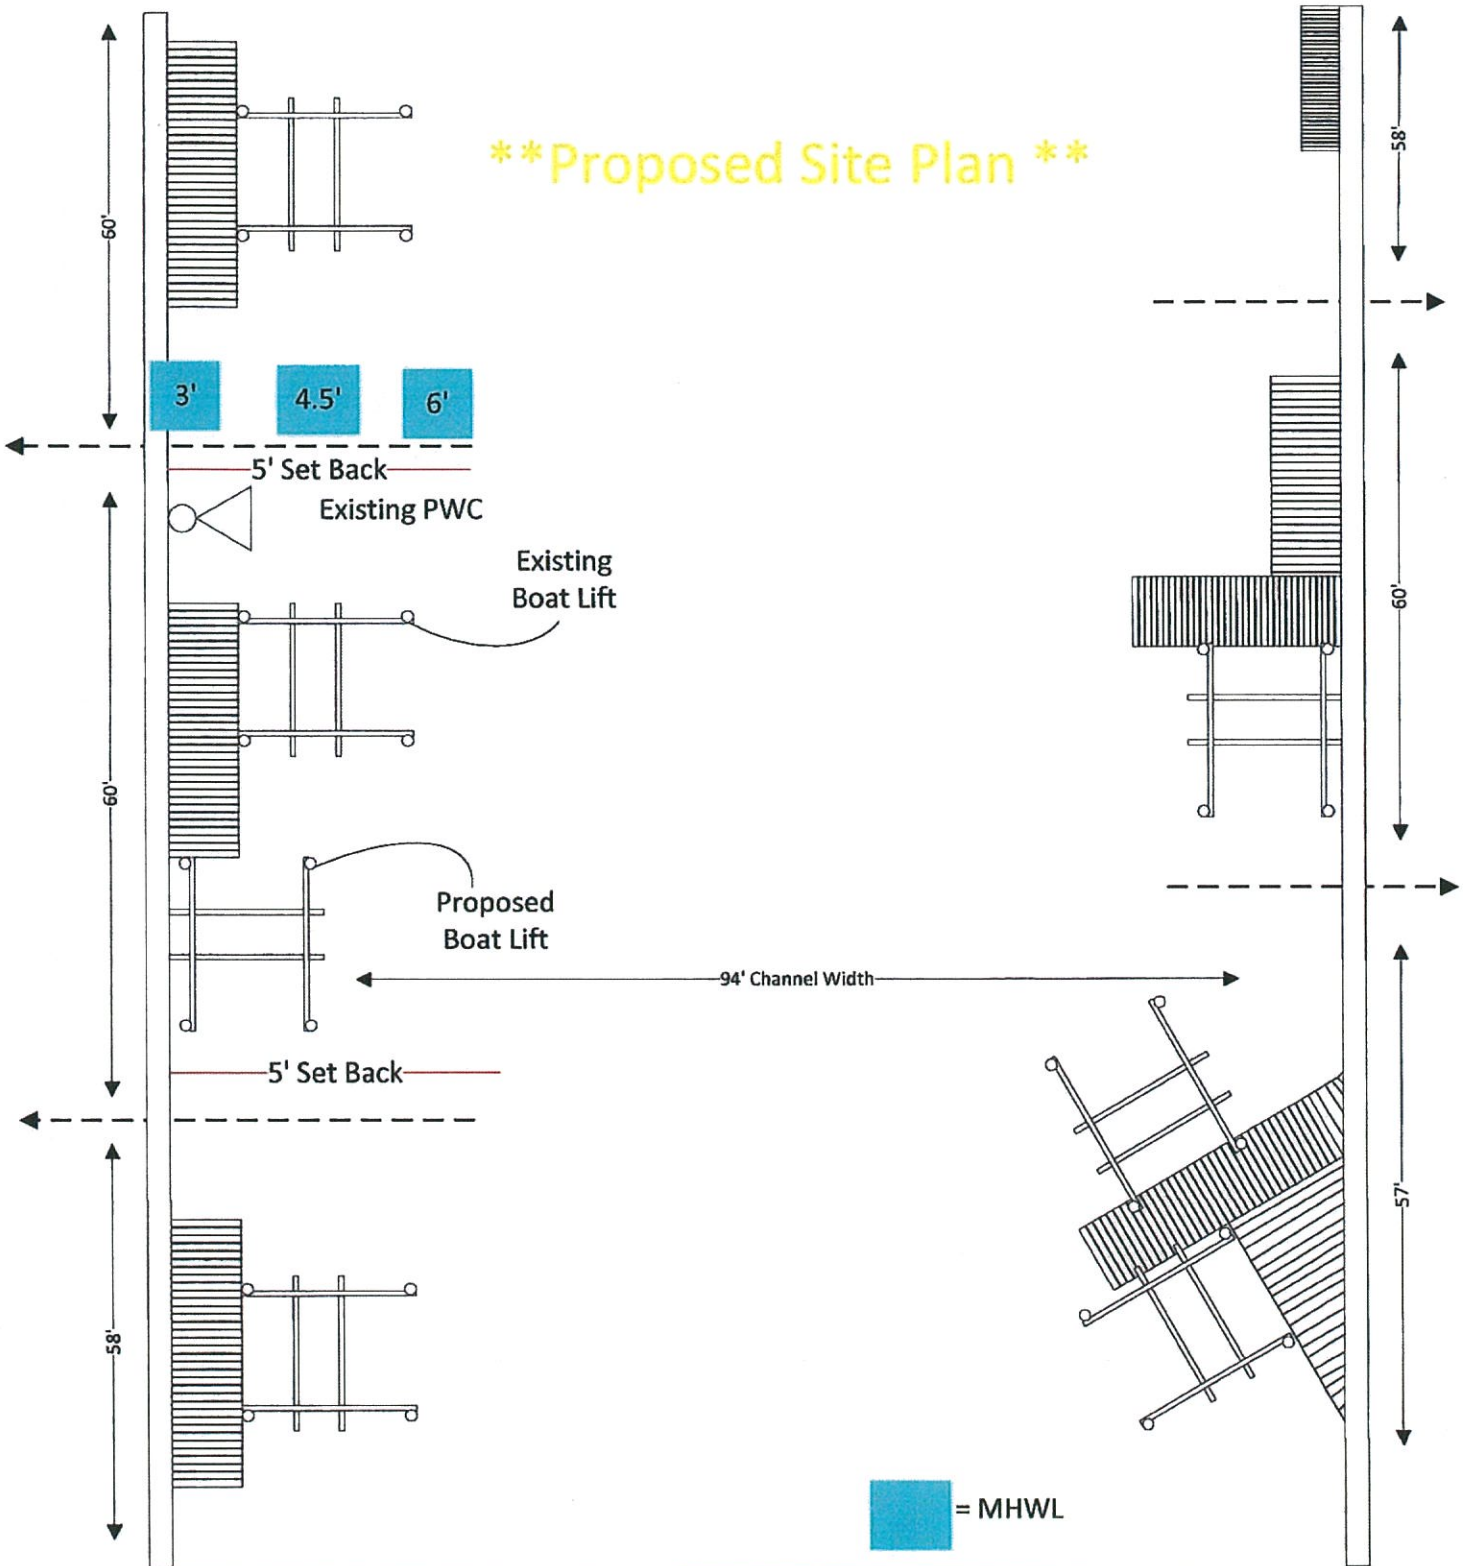 **Proposed Site Plan **
60'
58'
3'
4.5'
6'
5' Set Back
Existing PWC
Existing
Boat Lift
60'
60'
Proposed
Boat Lift
94' Channel Width
5' Set Back
57'
58'
= MHWL